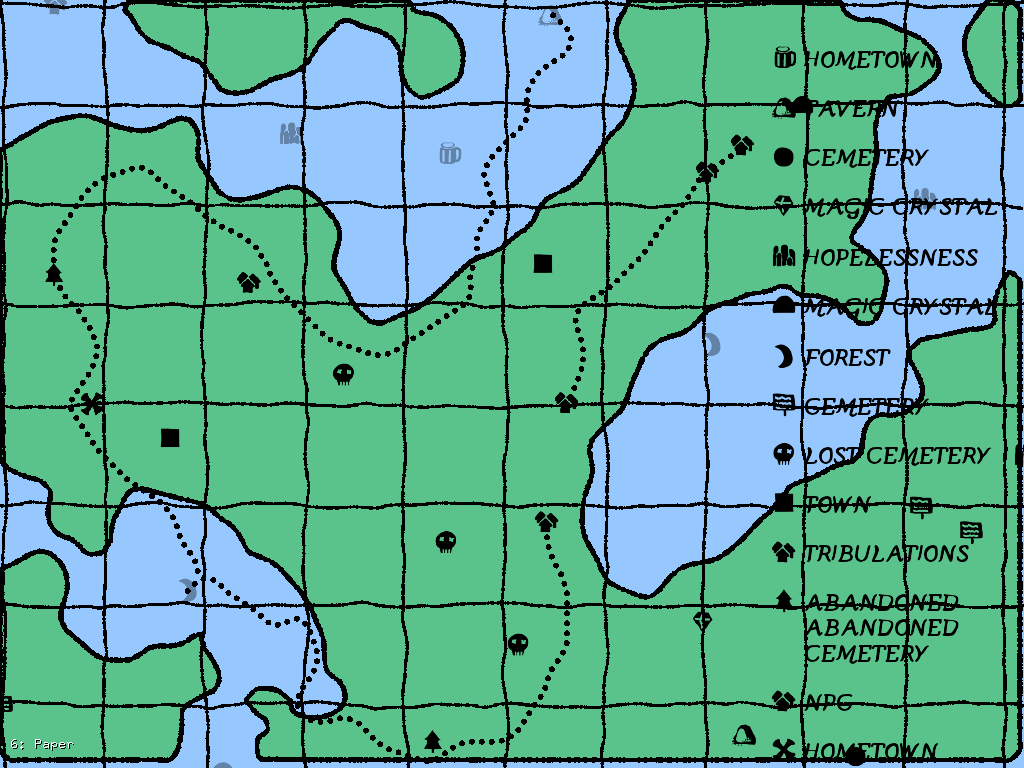 HOMETOWN
TAVERN
CEMETERY
MAGIC CRYSTAL
HOPELESSNESS
MAGIC CRYSTAL
FOREST
CEMETERY
LOST CEMETERY
TOWN
TRIBULATIONS
ABANDONED
ABANDONED
CEMETERY
NPC
HOMETOWN
6: Paper